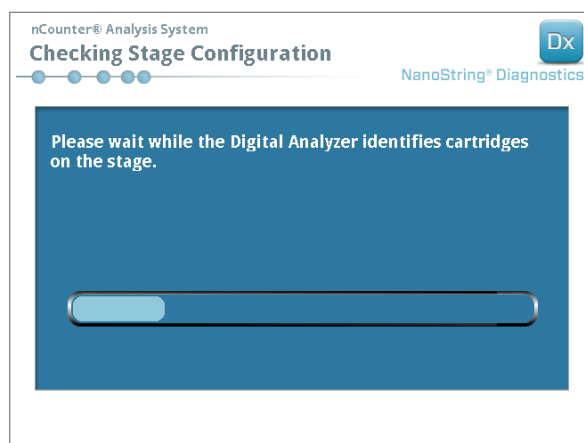 nCounter® Analysis System
Checking Stage Configuration
Dx
NanoString® Diagnostics
Please wait while the Digital Analyzer identifies cartridges
on the stage.